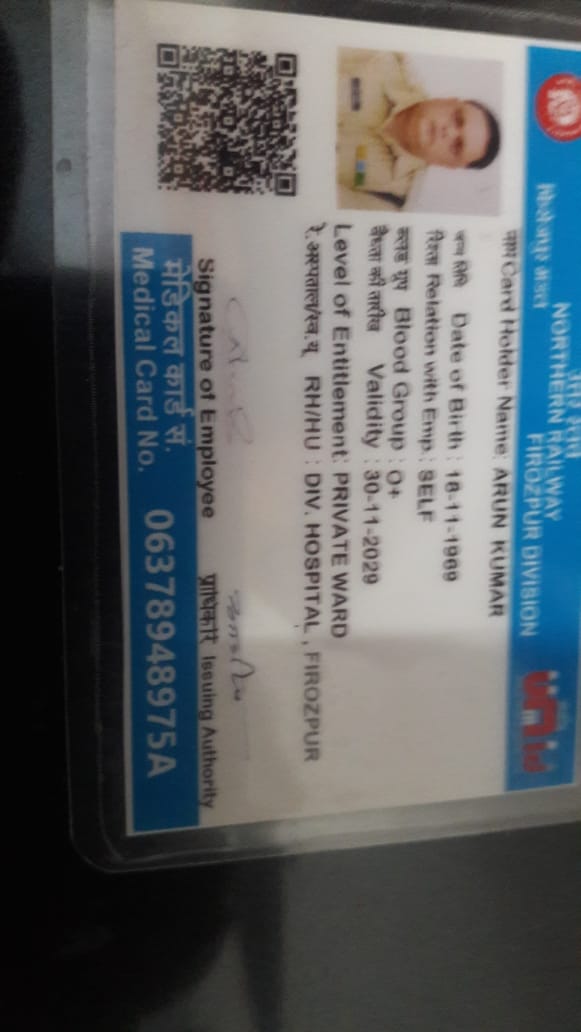 उत्तर रेलवे
NORTHERN RAILWAY
फिरोजपुर मंडल FIROZPUR DIVISION
नाम Card Holder Name: ARUN KUMAR
जन्म तिथि Date of Birth : 18-11-1969
रिश्ता Relation with Emp.: SELF
ब्लड ग्रुप Blood Group : O+
वैधता की तारीख Validity : 30-11-2029
Level of Entitlement: PRIVATE WARD
रे.अस्पताल/स्वा.यू. RH/HU : DIV. HOSPITAL , FIROZPUR
Signature of Employee
Issuing Authority
मेडिकल कार्ड सं.
Medical Card No. 06378948975A